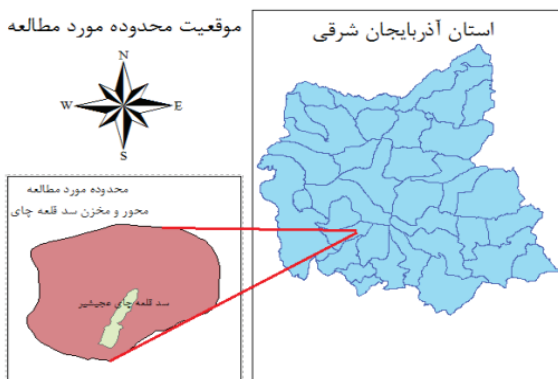 موقعیت محدوده مورد مطالعه
استان آذربایجان شرقی
N
W
E
S
محدوده مورد مطالعه
محور و مخزن سد قلعه چای
سد قلعه چای عجبشیر